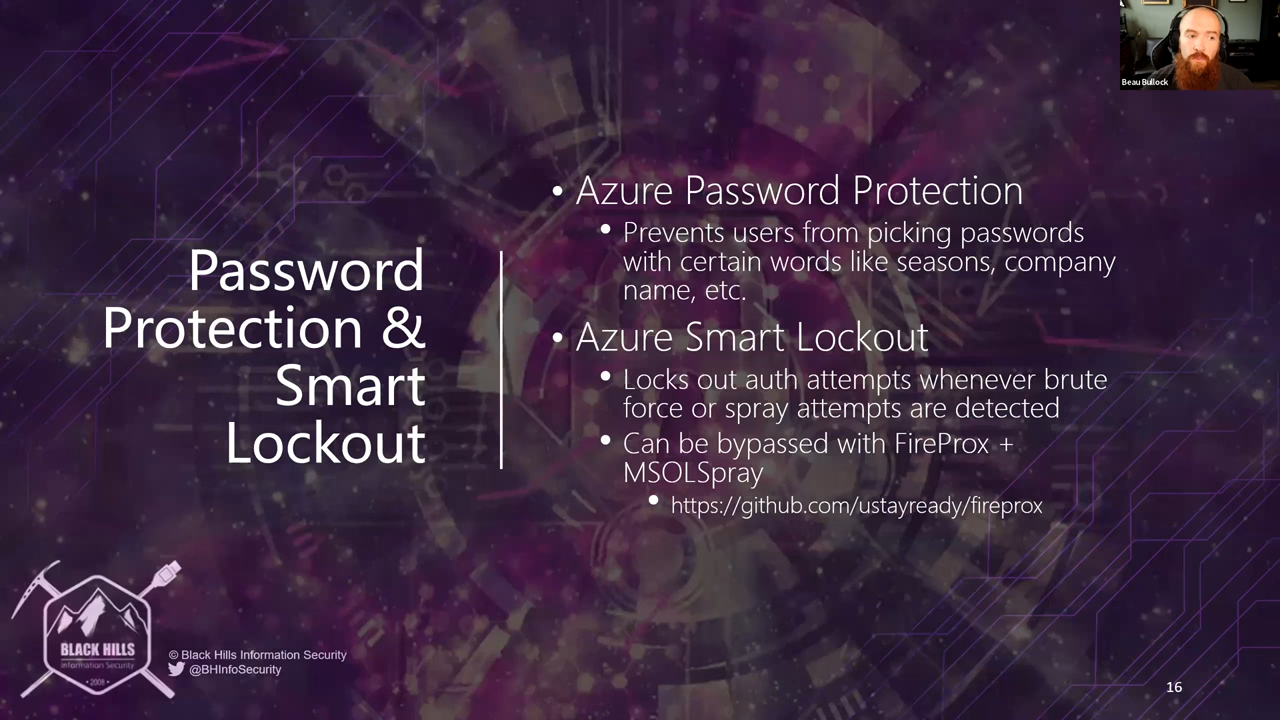 Beau Bullock
Password
Protection &
Smart
Lockout
• Azure Password Protection
• Prevents users from picking passwords
with certain words like seasons, company
name, etc.
• Azure Smart Lockout
• Locks out auth attempts whenever brute
force or spray attempts are detected
• Can be bypassed with FireProx +
MSOLSpray
• https://github.com/ustayready/fireprox
BLACK HILLS
Information Security
• 2008 •
© Black Hills Information Security
@BHInfoSecurity
16